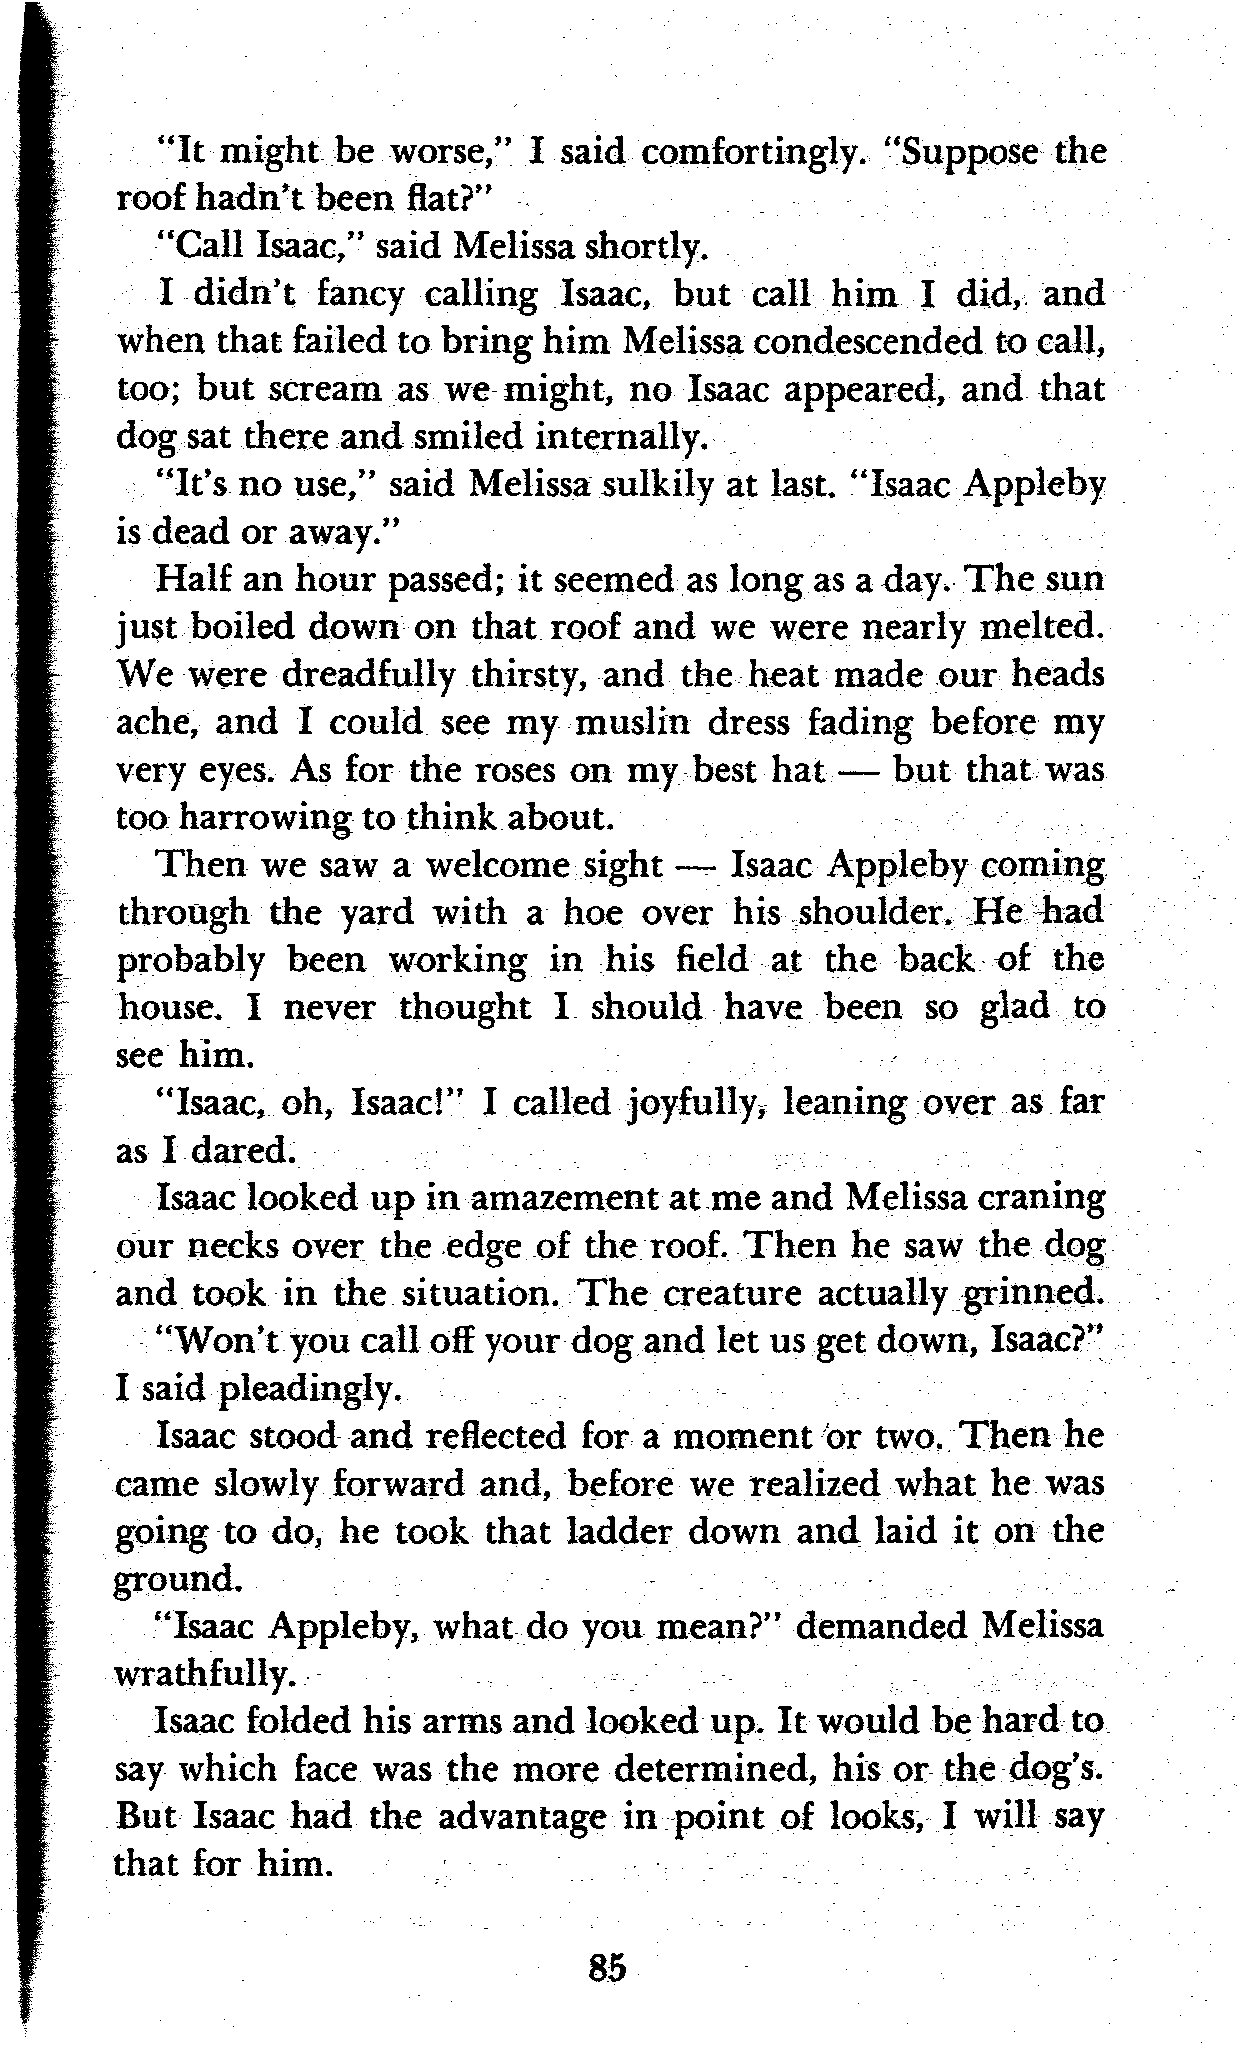 “It might be worse,” I said comfortingly. “Suppose the
roof hadn't been flat?”
“Call Isaac,” said Melissa shortly.
I didn't fancy calling Isaac, but call him I did, and
when that failed to bring him Melissa condescended to call,
too; but scream as we might, no Isaac appeared, and that
dog sat there and smiled internally.
“It's no use,” said Melissa sulkily at last. “Isaac Appleby
is dead or away.”
Half an hour passed; it seemed as long as a day. The sun
just boiled down on that roof and we were nearly melted.
We were dreadfully thirsty, and the heat made our heads
ache, and I could see my muslin dress fading before my
very eyes. As for the roses on my best hat — but that was
too harrowing to think about.
Then we saw a welcome sight — Isaac Appleby coming
through the yard with a hoe over his shoulder. He had
probably been working in his field at the back of the
house. I never thought I should have been so glad to
see him.
“Isaac, oh, Isaac!” I called joyfully, leaning over as far
as I dared.
Isaac looked up in amazement at me and Melissa craning
our necks over the edge of the roof. Then he saw the dog
and took in the situation. The creature actually grinned.
“Won't you call off your dog and let us get down, Isaac?”
I said pleadingly.
Isaac stood and reflected for a moment or two. Then he
came slowly forward and, before we realized what he was
going to do, he took that ladder down and laid it on the
ground.
“Isaac Appleby, what do you mean?” demanded Melissa
wrathfully.
Isaac folded his arms and looked up. It would be hard to
say which face was the more determined, his or the dog's.
But Isaac had the advantage in point of looks, I will say
that for him.
85